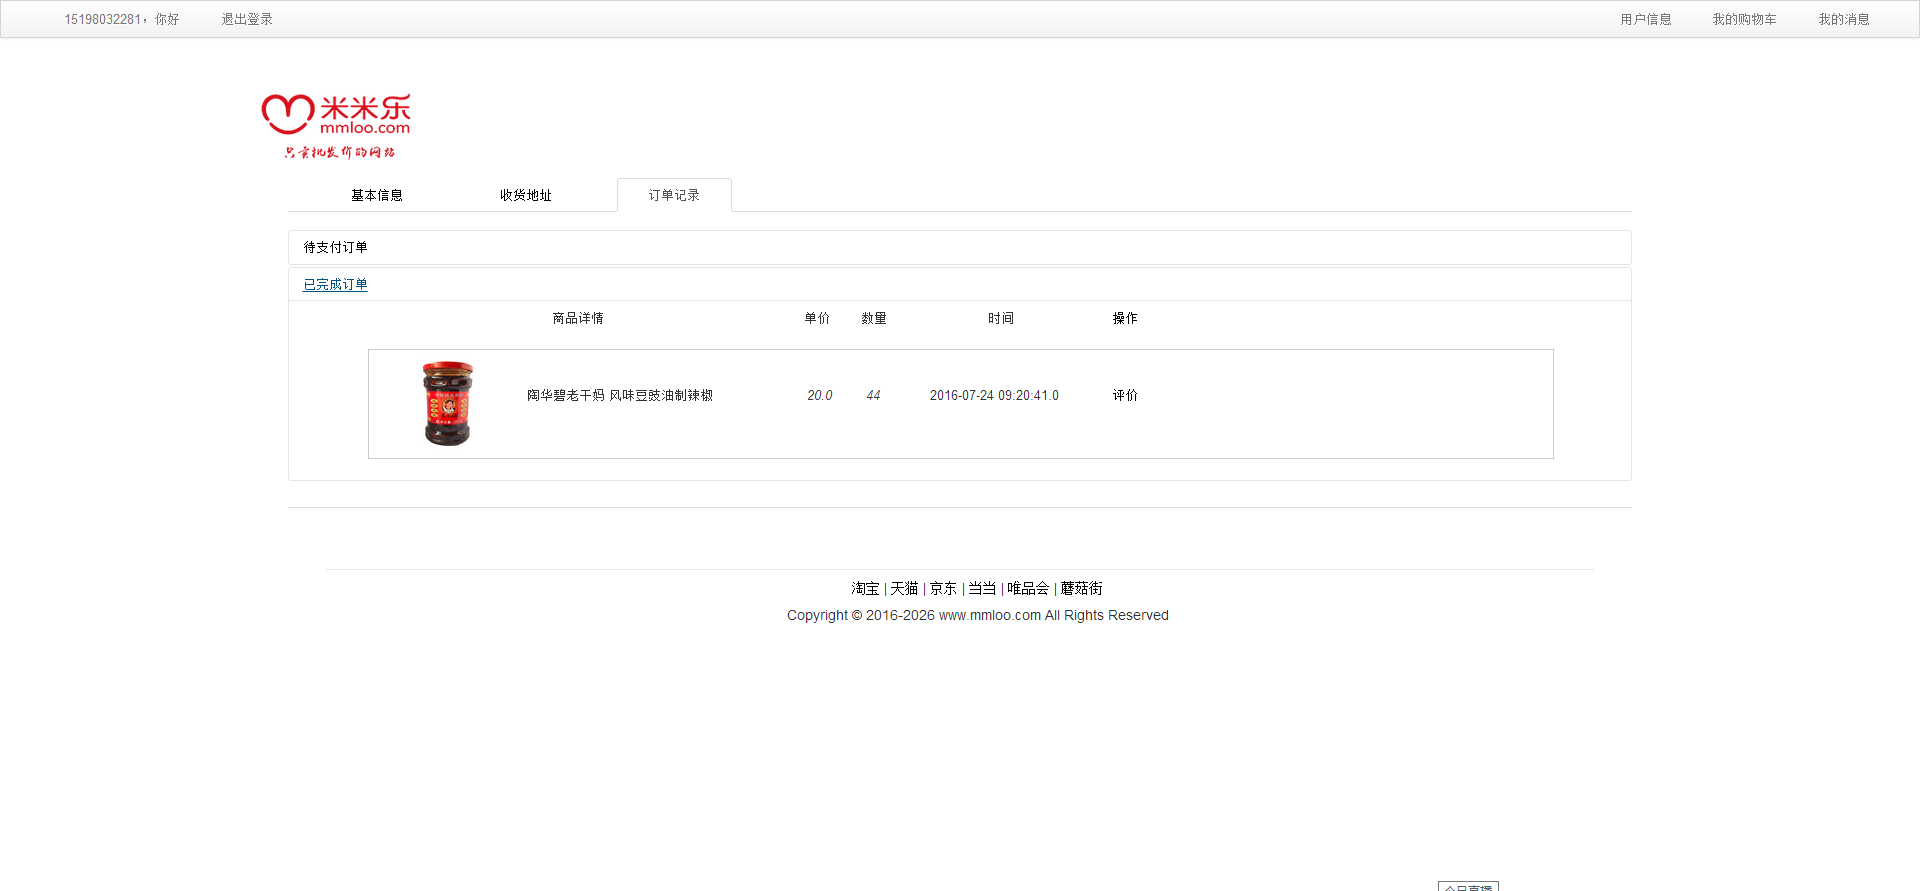 15198032281，你好 退出登录 用户信息 我的购物车 我的消息
米米乐
mmloo.com
只卖批发价的网站
基本信息 收货地址 订单记录
待支付订单
已完成订单
商品详情 单价 数量 时间 操作
陶华碧老干妈 风味豆豉油制辣椒 20.0 44 2016-07-24 09:20:41.0 评价
淘宝 | 天猫 | 京东 | 当当 | 唯品会 | 蘑菇街
Copyright © 2016-2026 www.mmloo.com All Rights Reserved
今日直播